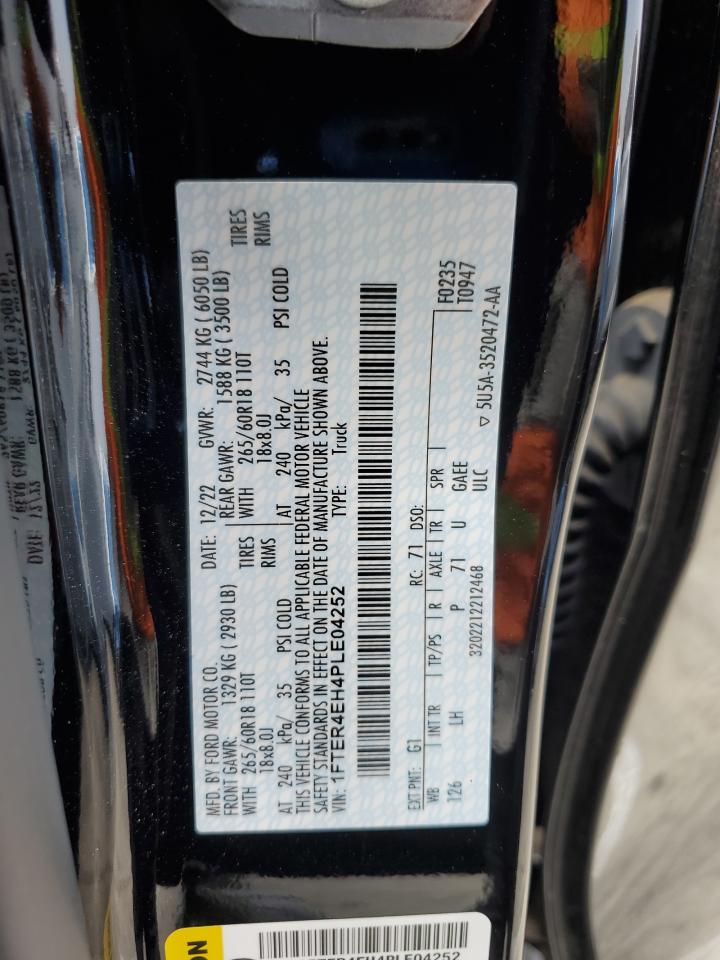 MFD. BY FORD MOTOR CO.
DATE: 12/22 GVWR: 2744 KG ( 6050 LB)
FRONT GAWR: 1329 KG ( 2930 LB) REAR GAWR: 1588 KG ( 3500 LB)
WITH 265/60R18 110T TIRES WITH 265/60R18 110T TIRES
18x8.0J RIMS 18x8.0J RIMS
AT 240 kPa/ 35 PSI COLD AT 240 kPa/ 35 PSI COLD
THIS VEHICLE CONFORMS TO ALL APPLICABLE FEDERAL MOTOR VEHICLE
SAFETY STANDARDS IN EFFECT ON THE DATE OF MANUFACTURE SHOWN ABOVE.
VIN: 1FTER4EH4PLE04252 TYPE: Truck
EXT PNT: G1 RC: 71 DSO: F0235
WB INT TR TP/PS R AXLE TR SPR T0947
126 LH P 71 U GAEE
ULC
3202212212468 ▽ 5U5A-3520472-AA
ON
1FTER4EH4PLE04252